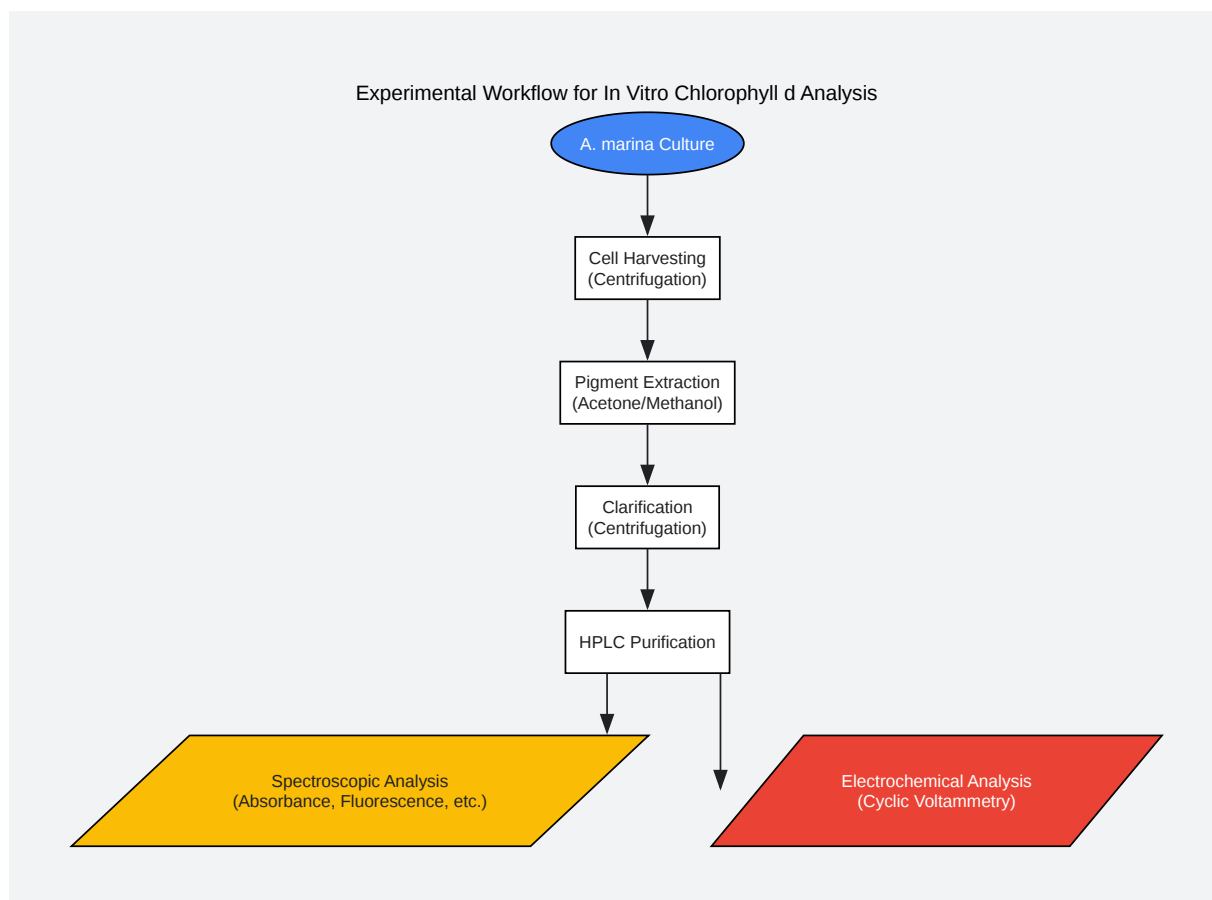 Experimental Workflow for In Vitro Chlorophyll d Analysis
A. marina Culture
Cell Harvesting
(Centrifugation)
Pigment Extraction
(Acetone/Methanol)
Clarification
(Centrifugation)
HPLC Purification
Spectroscopic Analysis
(Absorbance, Fluorescence, etc.)
Electrochemical Analysis
(Cyclic Voltammetry)